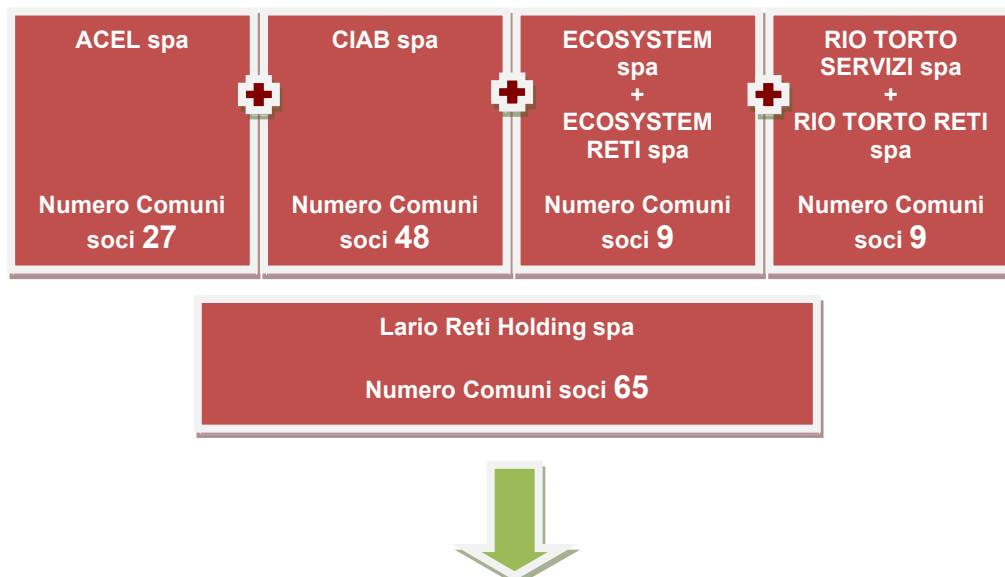 ACEL spa
Numero Comuni
soci 27
CIAB spa
Numero Comuni
soci 48
ECOSYSTEM
spa
+
ECOSYSTEM
RETI spa
Numero Comuni
soci 9
RIO TORTO
SERVIZI spa
+
RIO TORTO RETI
spa
Numero Comuni
soci 9
Lario Reti Holding spa
Numero Comuni soci 65